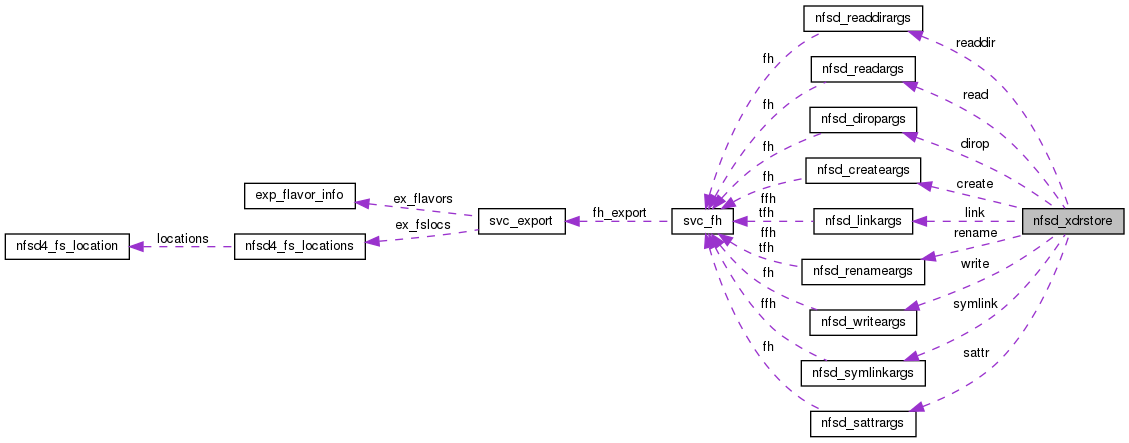 nfsd_readdirargs
readdir
fh
nfsd_readargs
read
fh
nfsd_diropargs
dirop
fh
nfsd_createargs
create
fh
exp_flavor_info
ex_flavors
ffh
tfh
fh_export
svc_export
svc_fh
nfsd_linkargs
link
nfsd_xdrstore
ex_fslocs
locations
nfsd4_fs_location
nfsd4_fs_locations
ffh
tfh
rename
nfsd_renameargs
fh
write
nfsd_writeargs
ffh
symlink
nfsd_symlinkargs
fh
sattr
nfsd_sattrargs